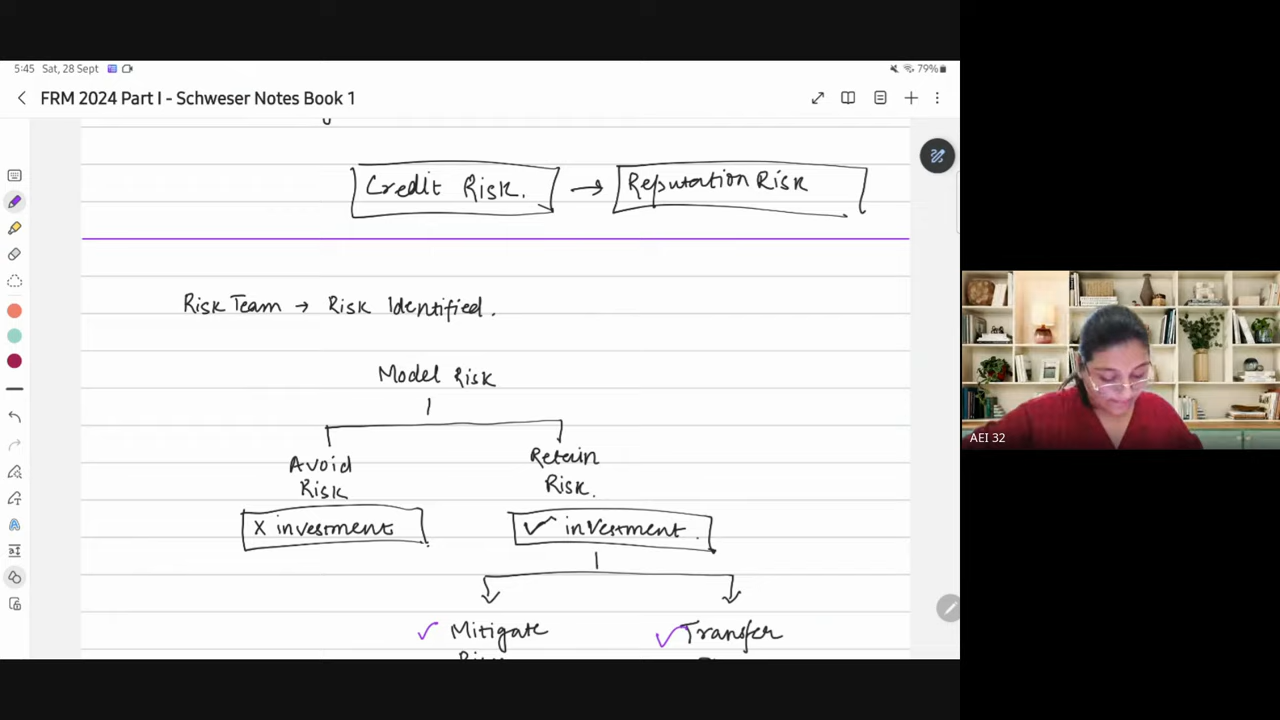 5:45 Sat, 28 Sept 79%
FRM 2024 Part I - Schweser Notes Book 1
Credit Risk. → Reputation Risk
Risk Team → Risk Identified.
Model Risk
Avoid Retain
Risk Risk.
X investment ✓ investment.
✓ Mitigate ✓ Transfer
AEI 32